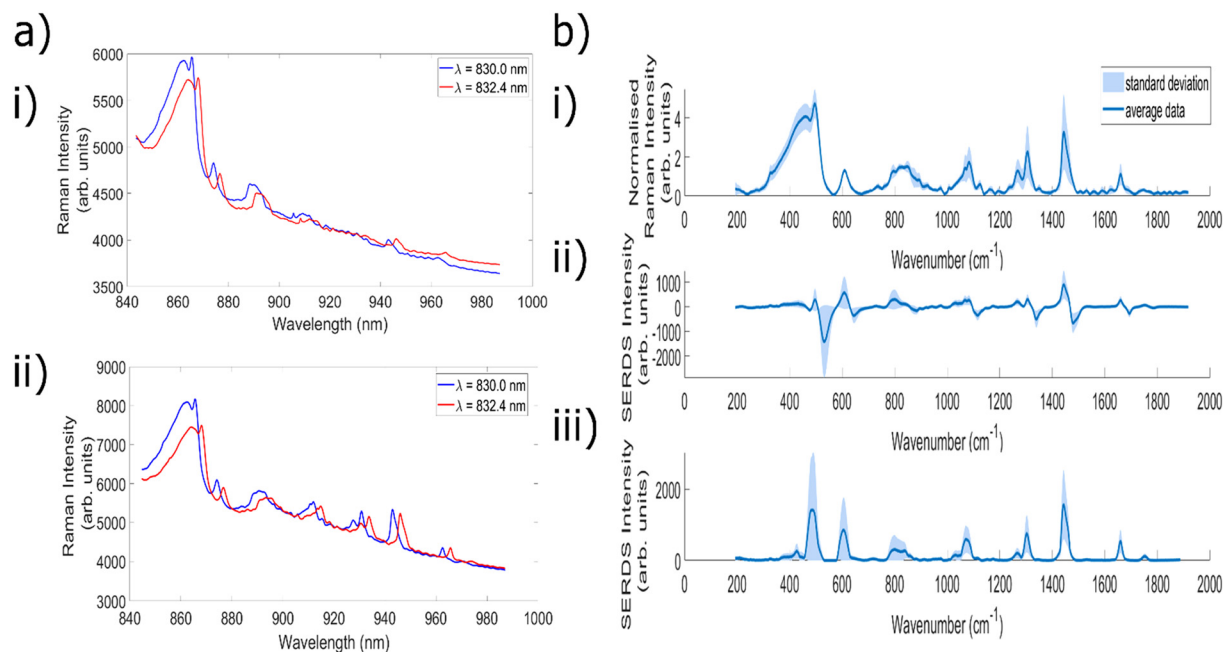 a)
i)
Raman Intensity
(arb. units)
6000
5500
5000
4500
4000
3500
840
860
880
900
920
940
960
980
1000
Wavelength (nm)
λ = 830.0 nm
λ = 832.4 nm
ii)
Raman Intensity
(arb. units)
9000
8000
7000
6000
5000
4000
3000
840
860
880
900
920
940
960
980
1000
Wavelength (nm)
λ = 830.0 nm
λ = 832.4 nm
b)
i)
Normalised
Raman Intensity
(arb. units)
4
2
0
0
200
400
600
800
1000
1200
1400
1600
1800
2000
Wavenumber (cm⁻¹)
standard deviation
average data
ii)
SERDS Intensity
(arb. units)
1000
0
-1000
-2000
0
200
400
600
800
1000
1200
1400
1600
1800
2000
Wavenumber (cm⁻¹)
iii)
SERDS Intensity
(arb. units)
2000
0
0
200
400
600
800
1000
1200
1400
1600
1800
2000
Wavenumber (cm⁻¹)